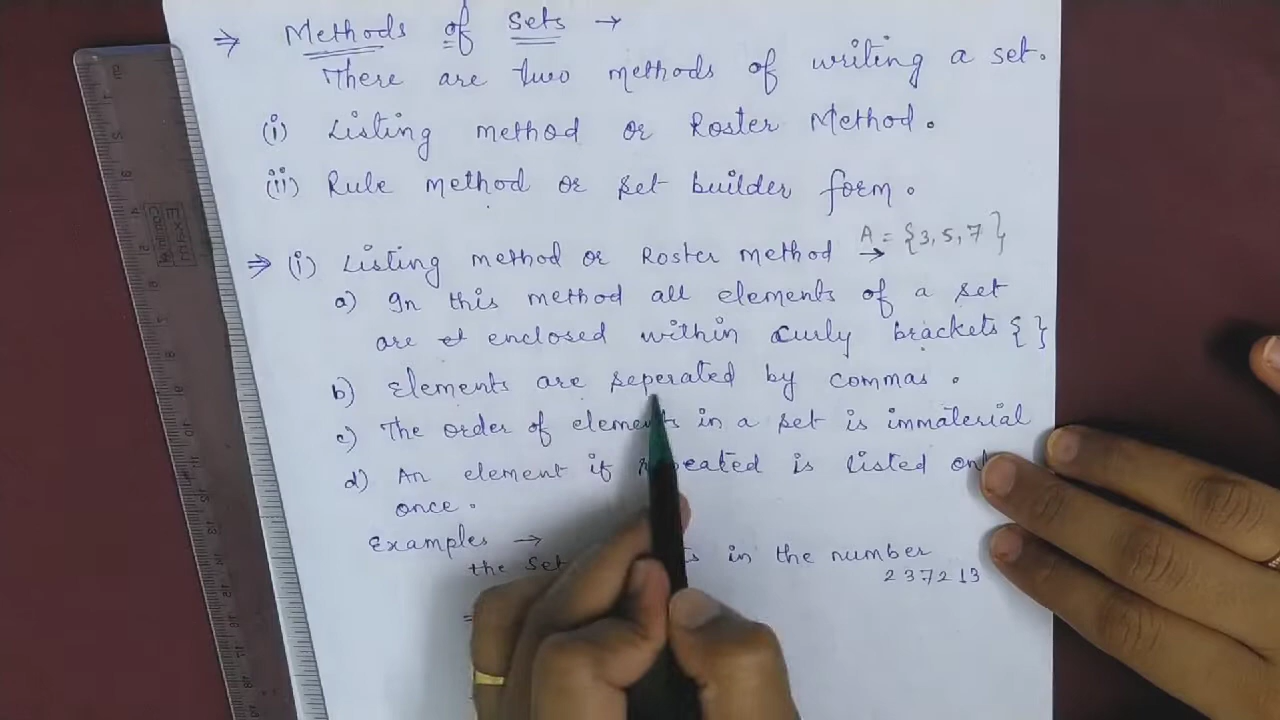 ⇒ Methods of Sets →
There are two methods of writing a set.
(i) Listing method or Roster Method.
(ii) Rule method or set builder form.
⇒ (i) Listing method or Roster method → A = {3, 5, 7}
a) In this method all elements of a set
are enclosed within curly brackets { }
b) Elements are seperated by commas.
c) The order of elements in a set is immaterial
d) An element if repeated is listed
once.
Examples →
the set in the number
237213
=